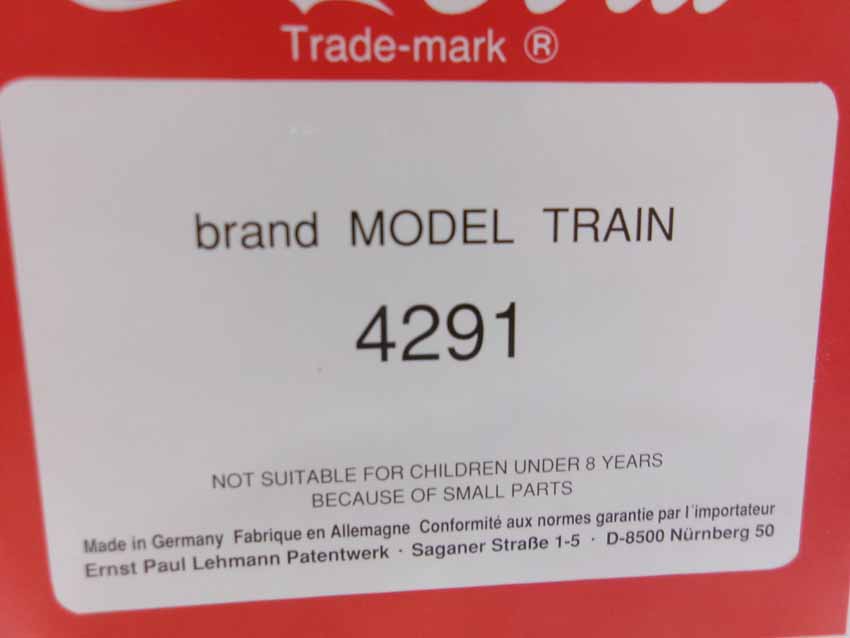 Trade-mark ®
brand MODEL TRAIN
4291
NOT SUITABLE FOR CHILDREN UNDER 8 YEARS
BECAUSE OF SMALL PARTS
Made in Germany Fabrique en Allemagne Conformité aux normes garantie par l'importateur
Ernst Paul Lehmann Patentwerk · Saganer Straße 1-5 · D-8500 Nürnberg 50